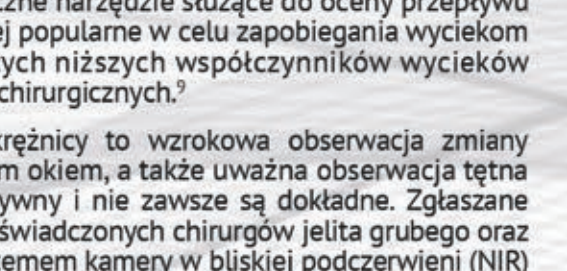 czne narzędzie służące do oceny przepływu
ej popularne w celu zapobiegania wyciekom
cych niższych współczynników wycieków
chirurgicznych.⁹
krężnicy to wzrokowa obserwacja zmiany
m okiem, a także uważna obserwacja tętna
ywny i nie zawsze są dokładne. Zgłaszane
świadczonych chirurgów jelita grubego oraz
temem kamery w bliskiej podczerwieni (NIR)